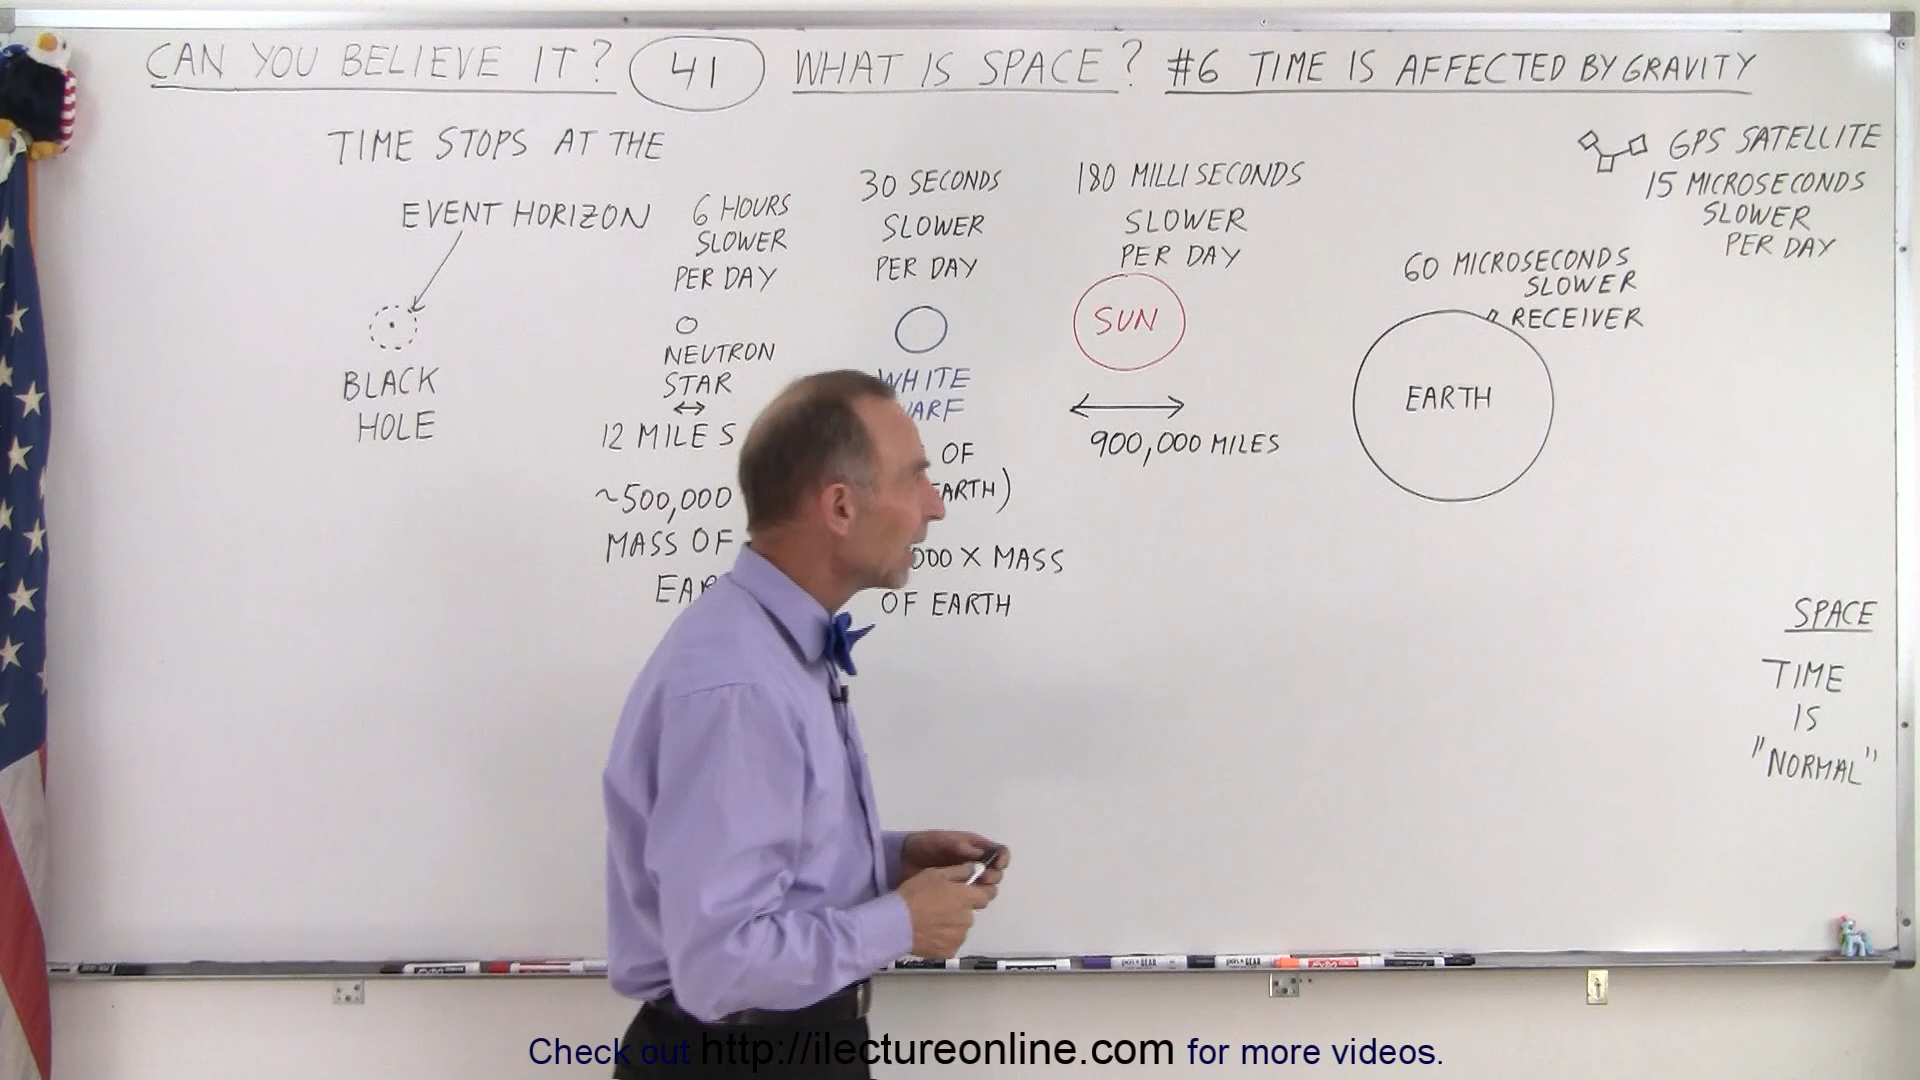 CAN YOU BELIEVE IT? 41 WHAT IS SPACE? #6 TIME IS AFFECTED BY GRAVITY
TIME STOPS AT THE
EVENT HORIZON
BLACK
HOLE
6 HOURS
SLOWER
PER DAY
NEUTRON
STAR
12 MILES
~500,000
MASS OF
30 SECONDS
SLOWER
PER DAY
WHITE
OF
EARTH)
000 X MASS
OF EARTH
180 MILLISECONDS
SLOWER
PER DAY
SUN
900,000 MILES
GPS SATELLITE
15 MICROSECONDS
SLOWER
PER DAY
60 MICROSECONDS
SLOWER
RECEIVER
EARTH
SPACE
TIME
IS
"NORMAL"
Check out http://ilectureonline.com for more videos.